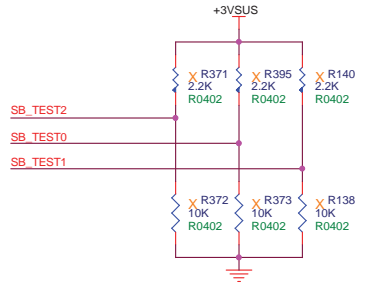 +3VSUS
X R371 X R395 X R140
2.2K 2.2K 2.2K
R0402 R0402 R0402
SB_TEST2
SB_TEST0
SB_TEST1
X R372 X R373 X R138
10K 10K 10K
R0402 R0402 R0402